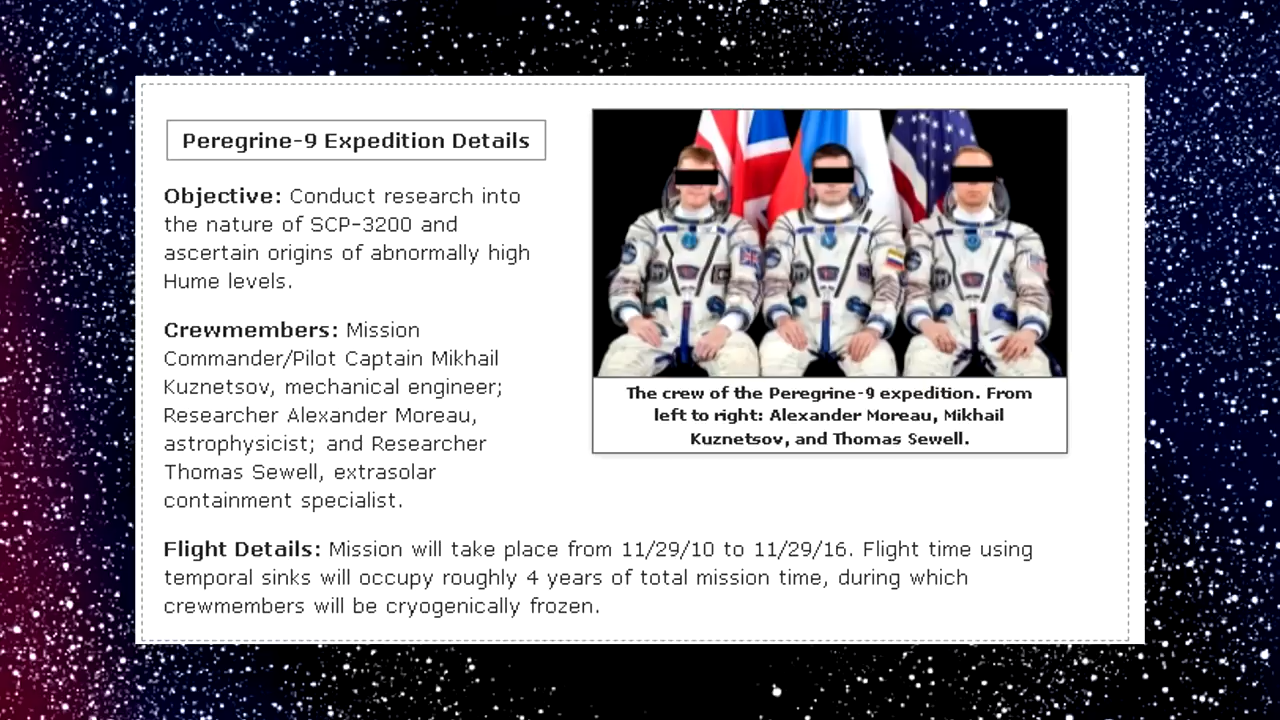 Peregrine-9 Expedition Details
Objective: Conduct research into
the nature of SCP-3200 and
ascertain origins of abnormally high
Hume levels.
Crewmembers: Mission
Commander/Pilot Captain Mikhail
Kuznetsov, mechanical engineer;
Researcher Alexander Moreau,
astrophysicist; and Researcher
Thomas Sewell, extrasolar
containment specialist.
The crew of the Peregrine-9 expedition. From
left to right: Alexander Moreau, Mikhail
Kuznetsov, and Thomas Sewell.
Flight Details: Mission will take place from 11/29/10 to 11/29/16. Flight time using
temporal sinks will occupy roughly 4 years of total mission time, during which
crewmembers will be cryogenically frozen.